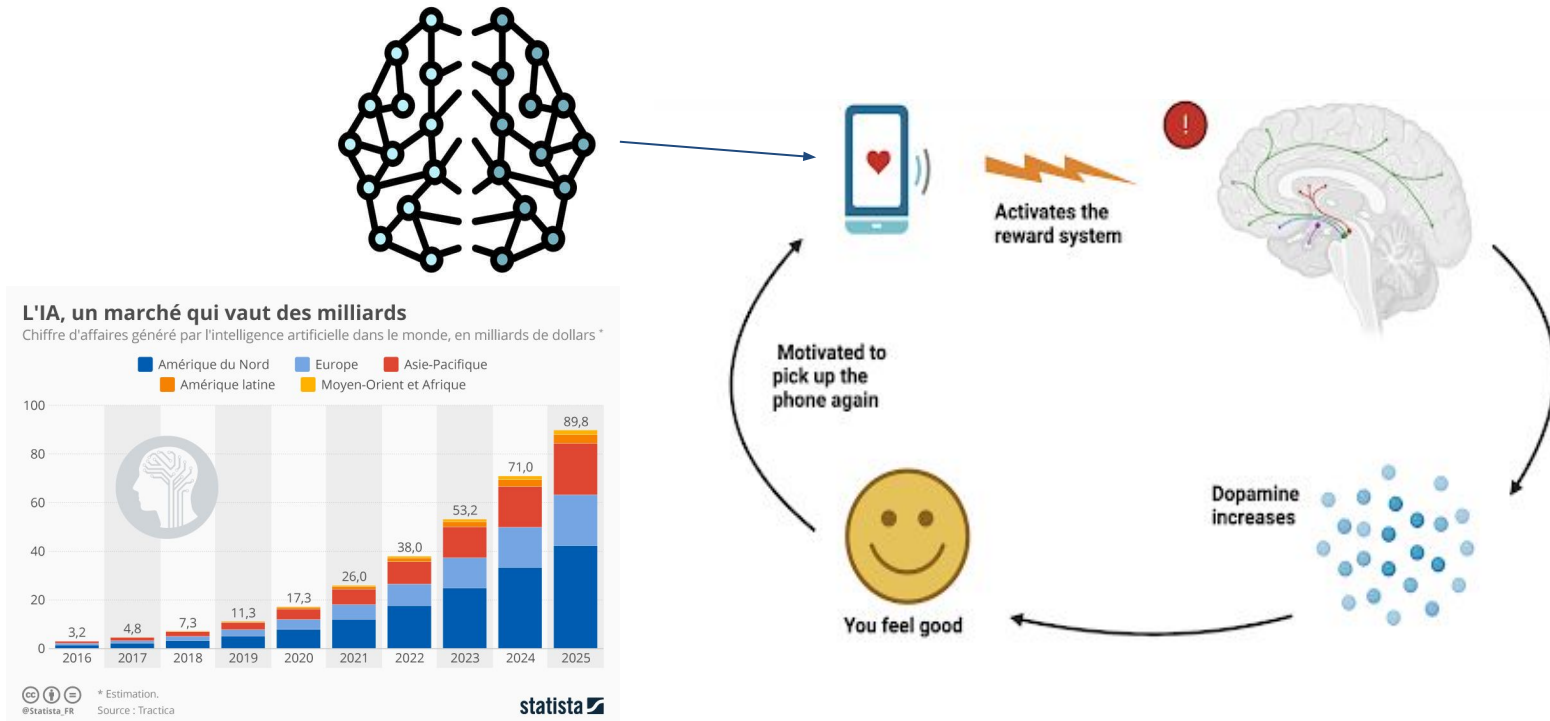 !
Activates the
reward system
Motivated to
pick up the
phone again
Dopamine
increases
You feel good
L'IA, un marché qui vaut des milliards
Chiffre d'affaires généré par l'intelligence artificielle dans le monde, en milliards de dollars *
Amérique du Nord Europe Asie-Pacifique
Amérique latine Moyen-Orient et Afrique
100
80
60
40
20
0
3,2
4,8
7,3
11,3
17,3
26,0
38,0
53,2
71,0
89,8
2016 2017 2018 2019 2020 2021 2022 2023 2024 2025
cc
@Statista_FR
* Estimation.
Source : Tractica
statista